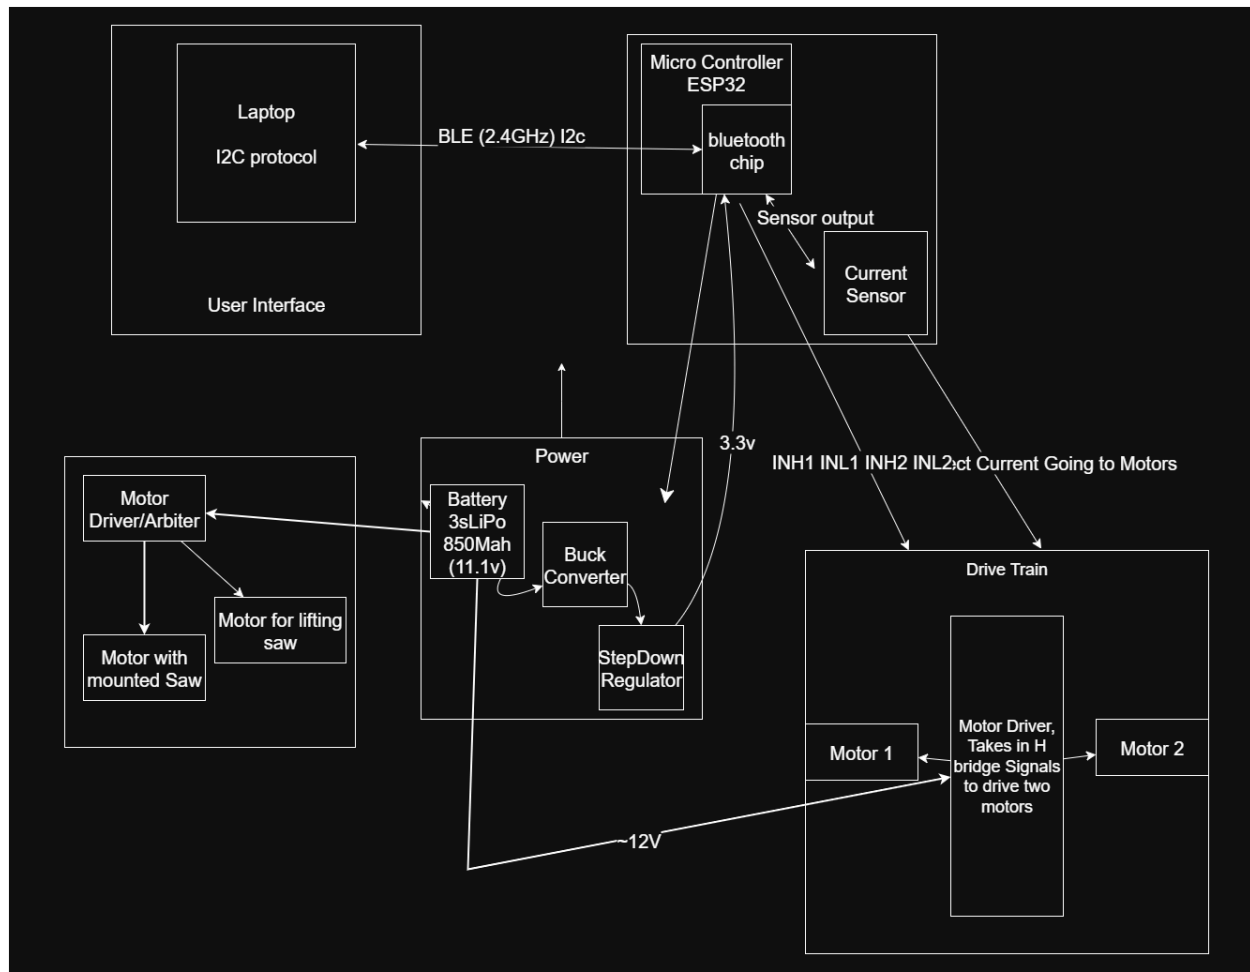 Laptop
I2C protocol
User Interface
BLE (2.4GHz) I2c
Micro Controller
ESP32
bluetooth
chip
Sensor output
Current
Sensor
3.3v
INH1 INL1 INH2 INL2
ct Current Going to Motors
Power
Battery
3sLiPo
850Mah
(11.1v)
Buck
Converter
StepDown
Regulator
Motor
Driver/Arbiter
Motor for lifting
saw
Motor with
mounted Saw
Drive Train
Motor 1
Motor Driver,
Takes in H
bridge Signals
to drive two
motors
Motor 2
~12V